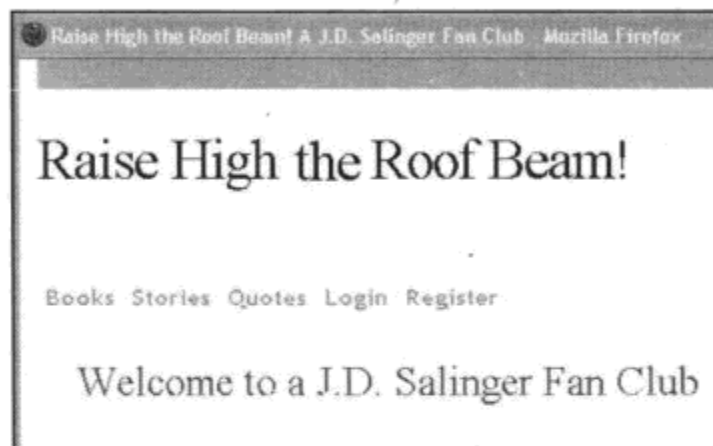 Raise High the Roof Beam! A J.D. Salinger Fan Club Mozilla Firefox
Raise High the Roof Beam!
Books Stories Quotes Login Register
Welcome to a J.D. Salinger Fan Club